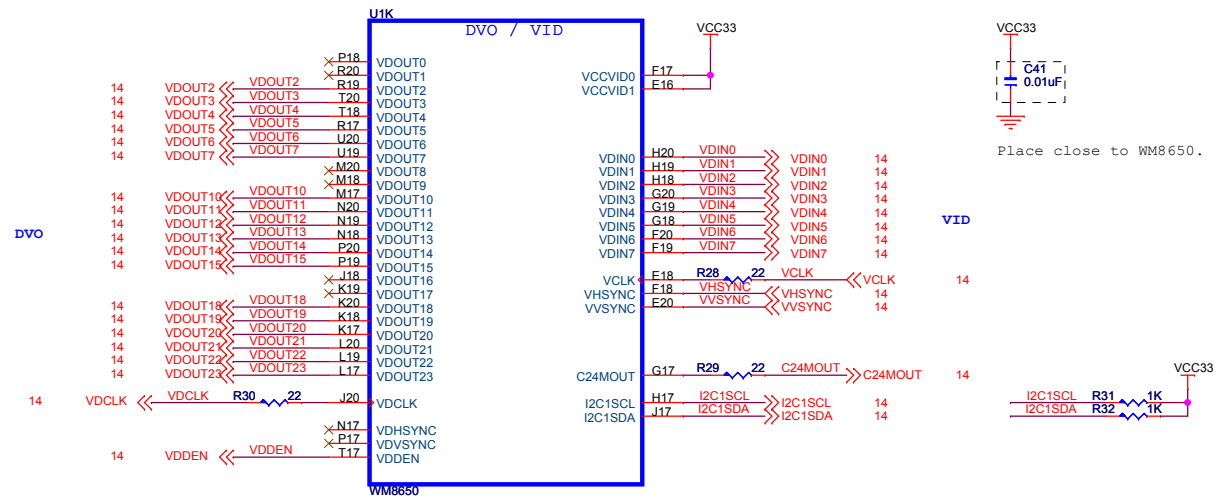 U1K
DVO / VID
VCC33
VCC33
P18 VDOUT0
R20 VDOUT1
14 VDOUT2 VDOUT2 R19 VDOUT2
14 VDOUT3 VDOUT3 T20 VDOUT3
14 VDOUT4 VDOUT4 T18 VDOUT4
14 VDOUT5 VDOUT5 R17 VDOUT5
14 VDOUT6 VDOUT6 U20 VDOUT6
14 VDOUT7 VDOUT7 U19 VDOUT7
M20 VDOUT8
M18 VDOUT9
14 VDOUT10 VDOUT10 M17 VDOUT10
14 VDOUT11 VDOUT11 N20 VDOUT11
14 VDOUT12 VDOUT12 N19 VDOUT12
14 VDOUT13 VDOUT13 N18 VDOUT13
14 VDOUT14 VDOUT14 P20 VDOUT14
14 VDOUT15 VDOUT15 P19 VDOUT15
DVO
J18 VDOUT16
K19 VDOUT17
14 VDOUT18 VDOUT18 K20 VDOUT18
14 VDOUT19 VDOUT19 K18 VDOUT19
14 VDOUT20 VDOUT20 K17 VDOUT20
14 VDOUT21 VDOUT21 L20 VDOUT21
14 VDOUT22 VDOUT22 L19 VDOUT22
14 VDOUT23 VDOUT23 L17 VDOUT23
14 VDCLK VDCLK R30 22 J20 VDCLK
N17 VDHSYNC
P17 VDVSYNC
14 VDDEN VDDEN T17 VDDEN
WM8650
VCCVID0 F17
VCCVID1 E16
C41
0.01uF
Place close to WM8650.
VDIN0 H20 VDIN0 VDIN0 14
VDIN1 H19 VDIN1 VDIN1 14
VDIN2 H18 VDIN2 VDIN2 14
VDIN3 G20 VDIN3 VDIN3 14
VDIN4 G19 VDIN4 VDIN4 14
VDIN5 G18 VDIN5 VDIN5 14
VDIN6 F20 VDIN6 VDIN6 14
VDIN7 F19 VDIN7 VDIN7 14
VID
VCLK E18 R28 22 VCLK VCLK 14
VHSYNC F18 VHSYNC VHSYNC 14
VVSYNC E20 VVSYNC VVSYNC 14
C24MOUT G17 R29 22 C24MOUT C24MOUT 14
I2C1SCL H17 I2C1SCL I2C1SCL 14
I2C1SDA J17 I2C1SDA I2C1SDA 14
VCC33
I2C1SCL R31 1K
I2C1SDA R32 1K